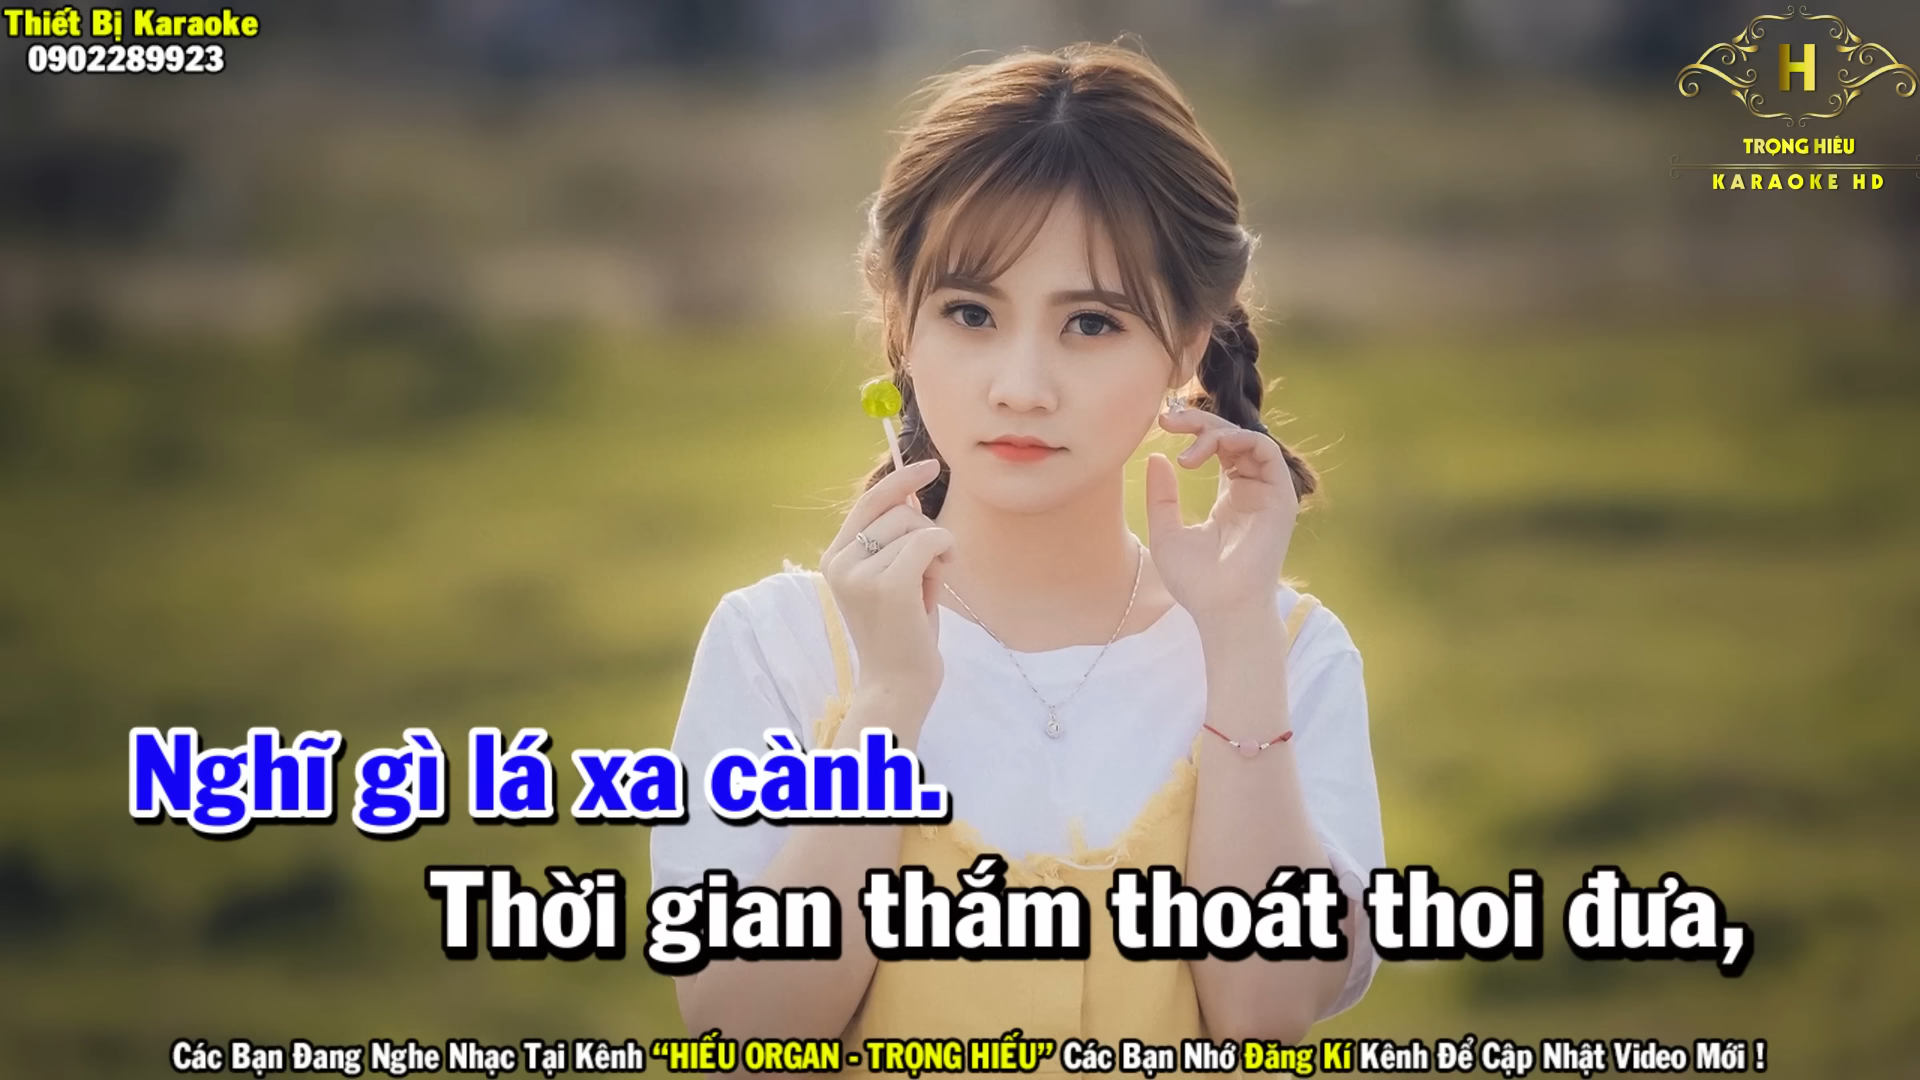 Thiết Bị Karaoke
0902289923
H
TRỌNG HIẾU
KARAOKE HD
Nghĩ gì lá xa cành.
Thời gian thắm thoát thoi đưa,
Các Bạn Đang Nghe Nhạc Tại Kênh “HIẾU ORGAN - TRỌNG HIẾU” Các Bạn Nhớ Đăng Kí Kênh Để Cập Nhật Video Mới !